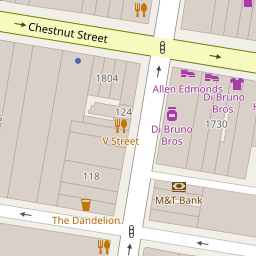 Chestnut Street
1804
Allen Edmonds
Di Bruno
Bros.
124
V Street
Di Bruno
Bros
1730
118
M&T Bank
The Dandelion